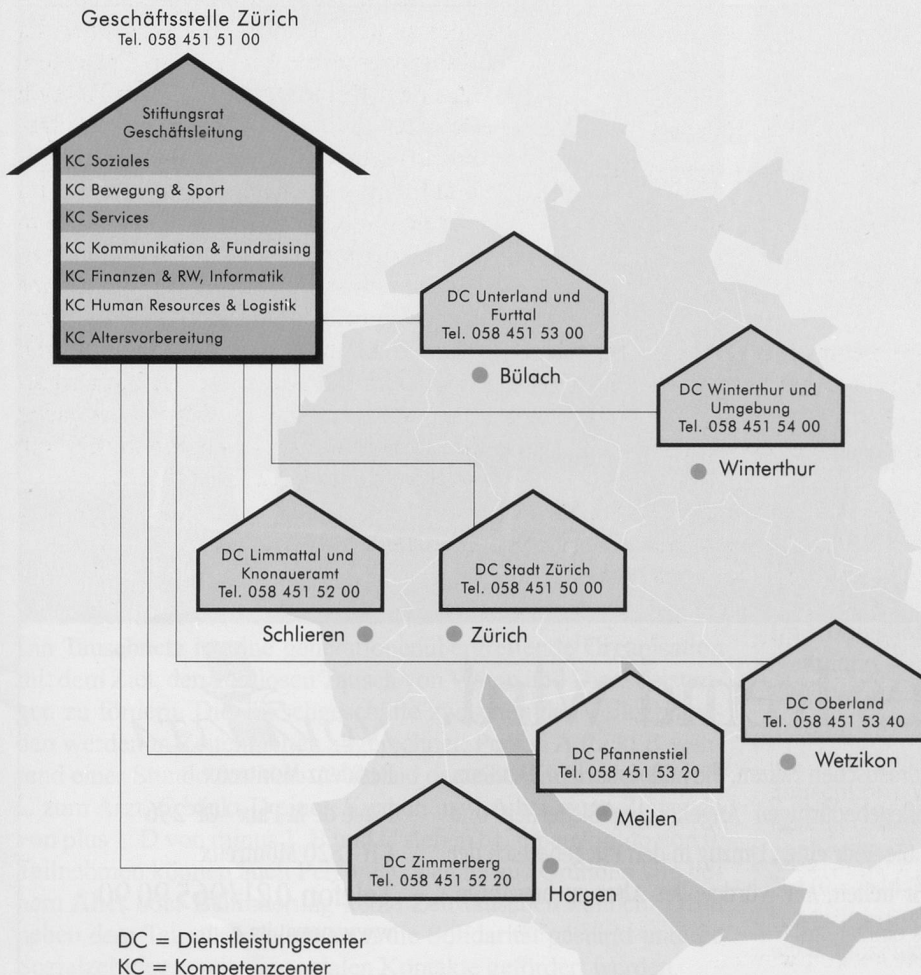 Geschäftsstelle Zürich
Tel. 058 451 51 00
Stiftungsrat
Geschäftsleitung
KC Soziales
KC Bewegung & Sport
KC Services
KC Kommunikation & Fundraising
KC Finanzen & RW, Informatik
KC Human Resources & Logistik
KC Altersvorbereitung
DC Unterland und
Furttal
Tel. 058 451 53 00
Bülach
DC Winterthur und
Umgebung
Tel. 058 451 54 00
Winterthur
DC Limmattal und
Knonaueramt
Tel. 058 451 52 00
Schlieren
DC Stadt Zürich
Tel. 058 451 50 00
Zürich
DC Oberland
Tel. 058 451 53 40
Wetzikon
DC Pfannenstiel
Tel. 058 451 53 20
Meilen
DC Zimmerberg
Tel. 058 451 52 20
Horgen
DC = Dienstleistungscenter
KC = Kompetenzcenter